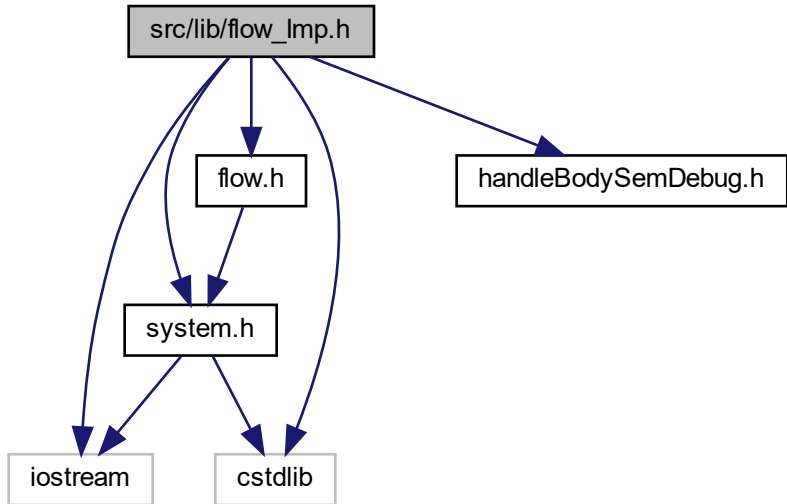 src/lib/flow_Imp.h
flow.h
handleBodySemDebug.h
system.h
iostream
cstdlib